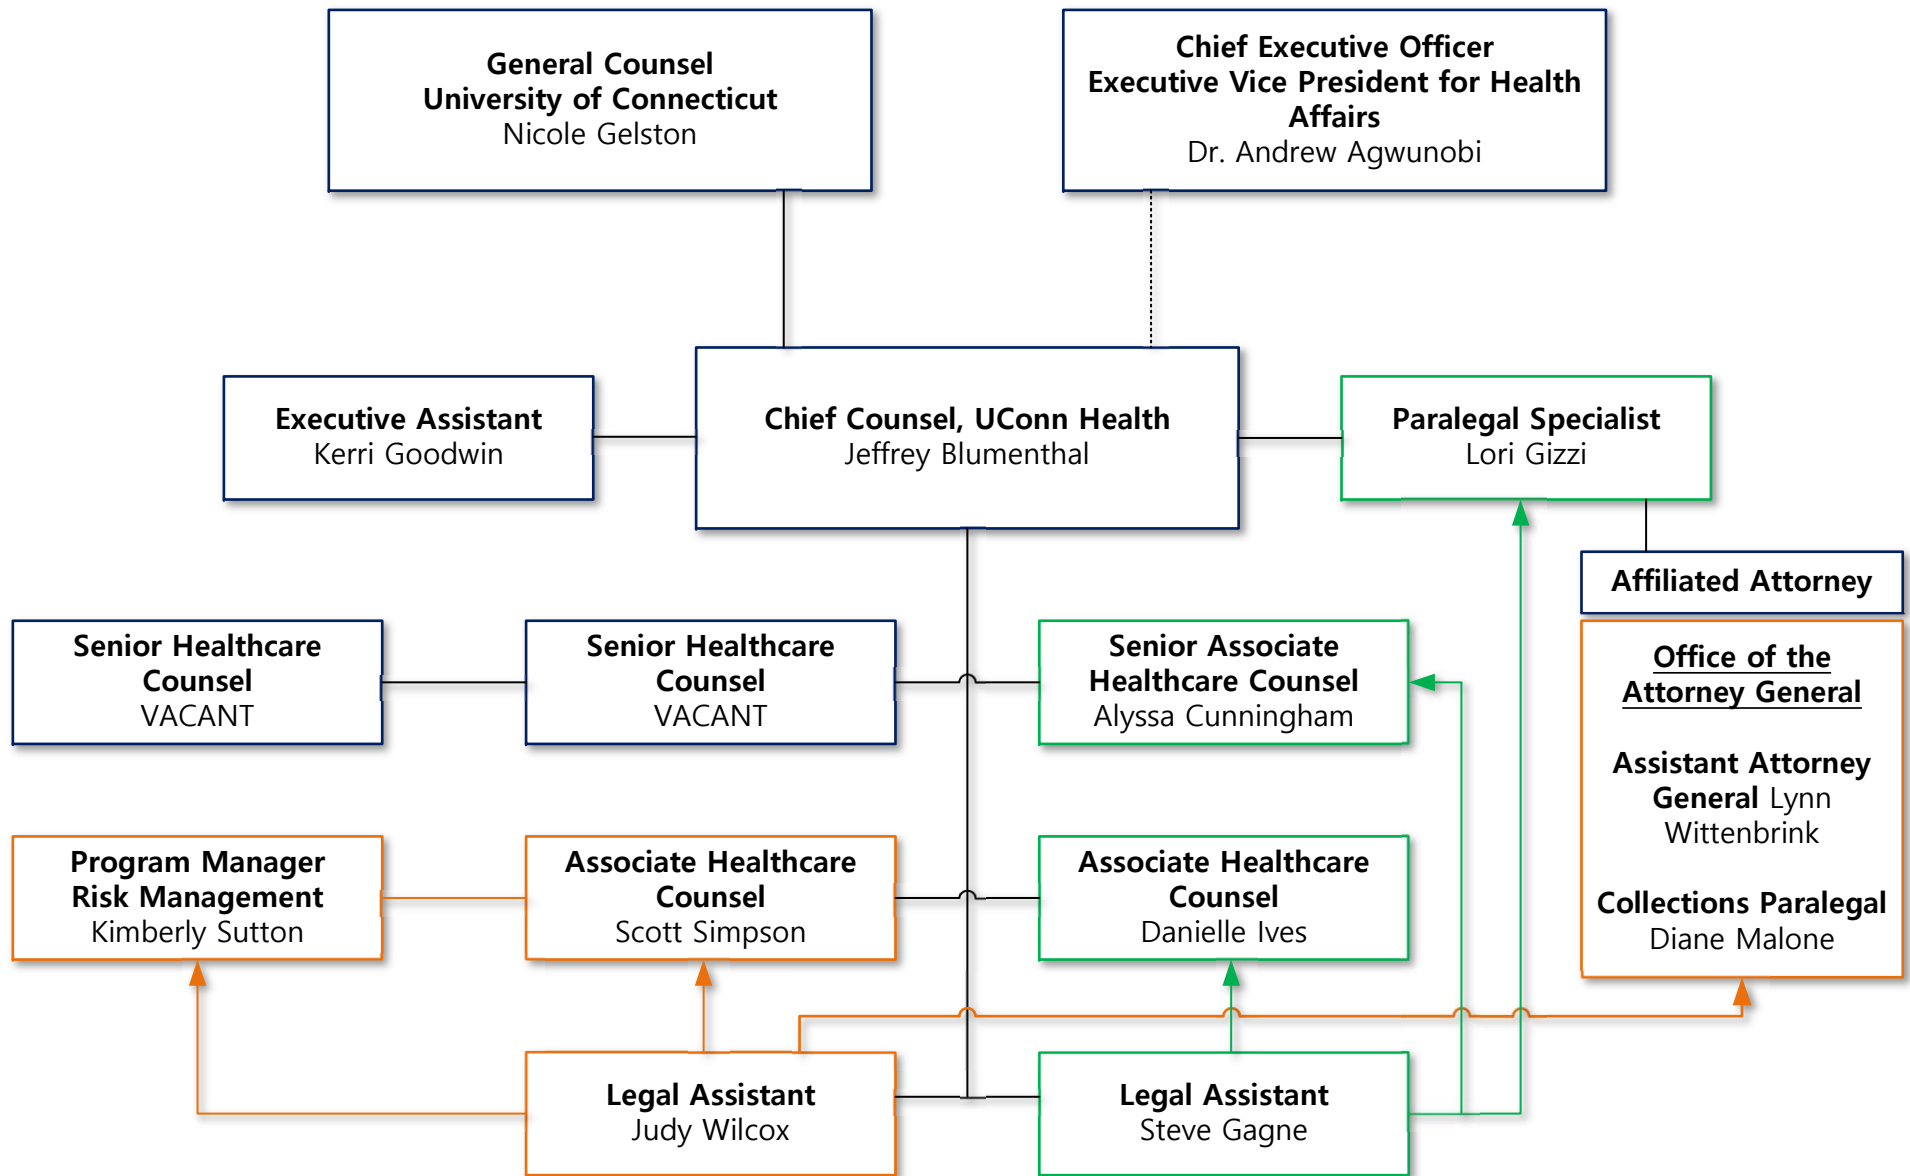 General Counsel
University of Connecticut
Nicole Gelston
Chief Executive Officer
Executive Vice President for Health
Affairs
Dr. Andrew Agwunobi
Executive Assistant
Kerri Goodwin
Chief Counsel, UConn Health
Jeffrey Blumenthal
Paralegal Specialist
Lori Gizzi
Affiliated Attorney
Senior Healthcare
Counsel
VACANT
Senior Healthcare
Counsel
VACANT
Senior Associate
Healthcare Counsel
Alyssa Cunningham
Office of the
Attorney General
Assistant Attorney
General Lynn
Wittenbrink
Collections Paralegal
Diane Malone
Program Manager
Risk Management
Kimberly Sutton
Associate Healthcare
Counsel
Scott Simpson
Associate Healthcare
Counsel
Danielle Ives
Legal Assistant
Judy Wilcox
Legal Assistant
Steve Gagne